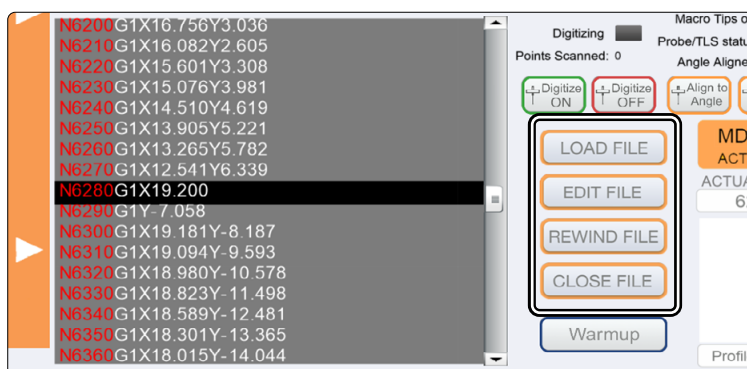 N6200G1X16.756Y3.036
N6210G1X16.082Y2.605
N6220G1X15.601Y3.308
N6230G1X15.076Y3.981
N6240G1X14.510Y4.619
N6250G1X13.905Y5.221
N6260G1X13.265Y5.782
N6270G1X12.541Y6.339
N6280G1X19.200
N6290G1Y-7.058
N6300G1X19.181Y-8.187
N6310G1X19.094Y-9.593
N6320G1X18.980Y-10.578
N6330G1X18.823Y-11.498
N6340G1X18.589Y-12.481
N6350G1X18.301Y-13.365
N6360G1X18.015Y-14.044
Digitizing
Points Scanned: 0
Macro Tips o
Probe/TLS statu
Angle Aligne
Digitize
ON
Digitize
OFF
Align to
Angle
LOAD FILE
EDIT FILE
REWIND FILE
CLOSE FILE
Warmup
MD
ACT
ACTUA
6
Profil